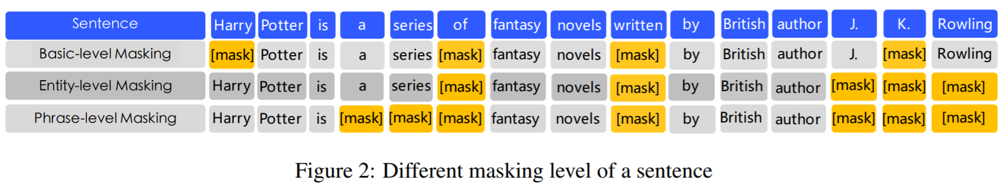 Sentence Harry Potter is a series of fantasy novels written by British author J. K. Rowling
Basic-level Masking [mask] Potter is a series [mask] fantasy novels [mask] by British author J. [mask] Rowling
Entity-level Masking Harry Potter is a series [mask] fantasy novels [mask] by British author [mask] [mask] [mask]
Phrase-level Masking Harry Potter is [mask] [mask] [mask] fantasy novels [mask] by British author [mask] [mask] [mask]
Figure 2: Different masking level of a sentence